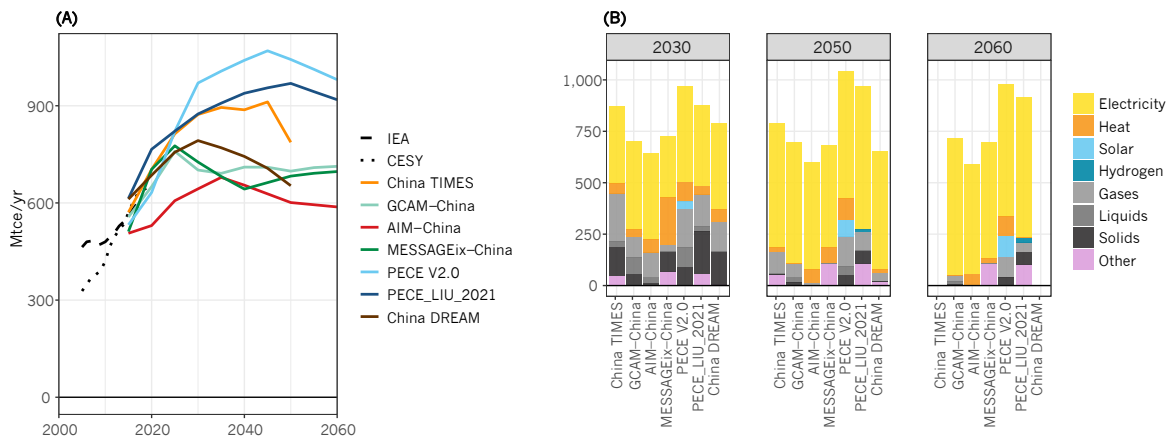 (A)
Mtce/yr
900
600
300
0
2000
2020
2040
2060
IEA
CESY
China TIMES
GCAM–China
AIM–China
MESSAGEix–China
PECE V2.0
PECE_LIU_2021
China DREAM
(B)
2030
2050
2060
1,000
750
500
250
0
China TIMES
GCAM–China
AIM–China
MESSAGEix–China
PECE V2.0
PECE_LIU_2021
China DREAM
China TIMES
GCAM–China
AIM–China
MESSAGEix–China
PECE V2.0
PECE_LIU_2021
China DREAM
China TIMES
GCAM–China
AIM–China
MESSAGEix–China
PECE V2.0
PECE_LIU_2021
China DREAM
Electricity
Heat
Solar
Hydrogen
Gases
Liquids
Solids
Other